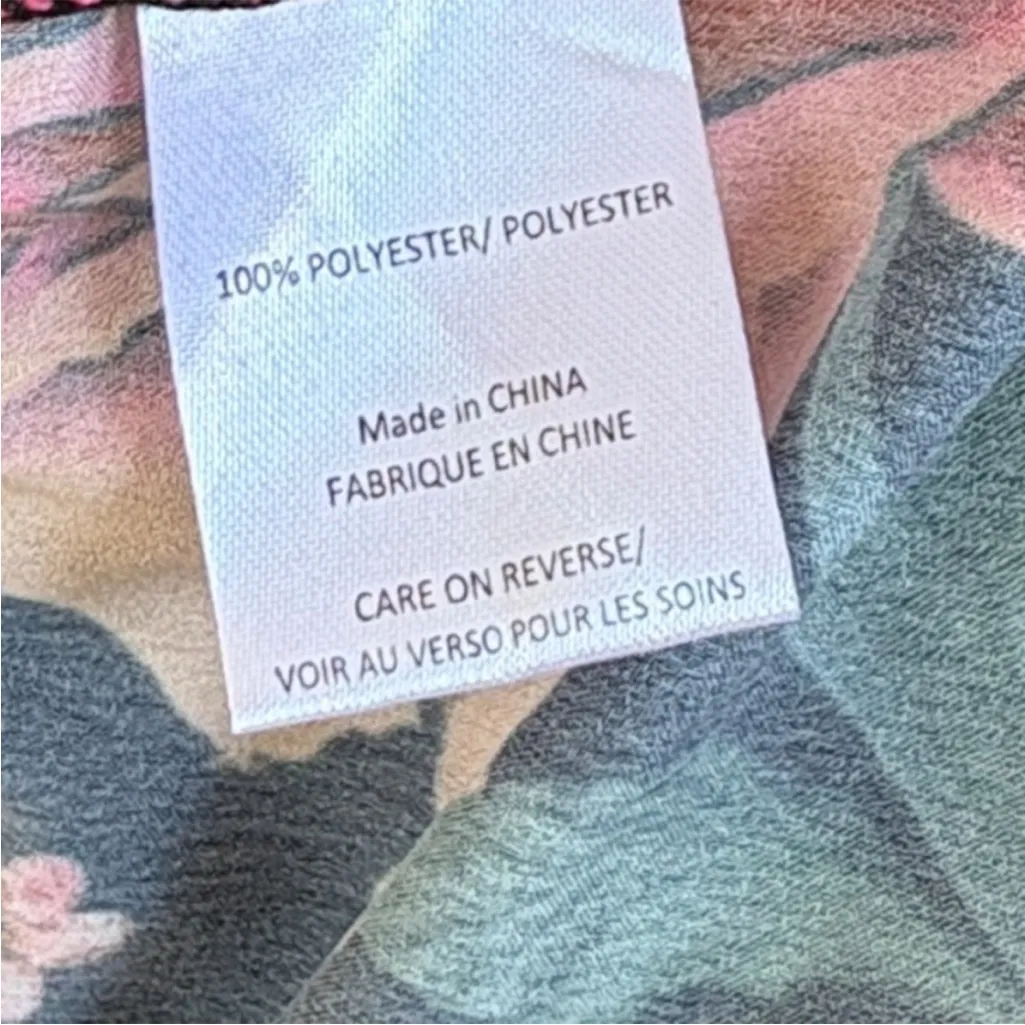 100% POLYESTER/ POLYESTER
Made in CHINA
FABRIQUE EN CHINE
CARE ON REVERSE/
VOIR AU VERSO POUR LES SOINS